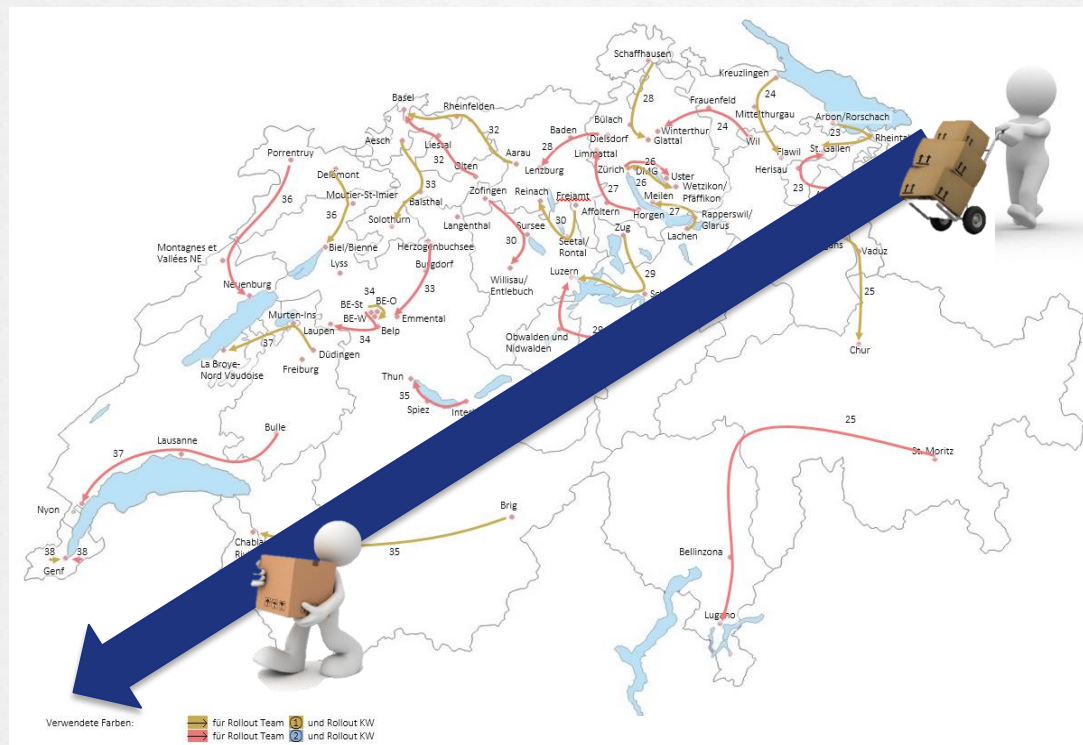 Schaffhausen
Kreuzlingen
24
28
Basel
Rheinfelden
Frauenfeld
Mittelthurgau
Bülach
24
Arbon/Rorschach
23
Rheintal
Liestal
32
Baden
Dielsdorf
Winterthur
Glattal
Wil
Aesch
32
28
Limmattal
Flawil
St. Gallen
Porrentruy
Olten
Aarau
Lenzburg
Zürich
26
DMG
26
Uster
Herisau
23
Delémont
33
Zofingen
Reinach
Freiamt
27
Meilen
Wetzikon/
Pfäffikon
Moutier-St-Imier
Balsthal
Affoltern
Horgen
27
Rapperswil/
Glarus
36
36
Solothurn
Langenthal
Sursee
30
Zug
Lachen
Montagnes et
Vallées NE
Biel/Bienne
Herzogenbuchsee
30
Seetal/
Rontal
Vaduz
Lyss
Burgdorf
Willisau/
Entlebuch
Luzern
29
Neuenburg
34
33
25
BE-St
BE-O
BE-W
Murten-Ins
Laupen
Belp
Emmental
Obwalden und
Nidwalden
37
34
Chur
La Broye-
Nord Vaudoise
Düdingen
Freiburg
Thun
35
Spiez
25
Bulle
Lausanne
37
St. Moritz
Nyon
Brig
35
38
38
Genf
Bellinzona
Lugano
Verwendete Farben:
für Rollout Team 1 und Rollout KW
für Rollout Team 2 und Rollout KW